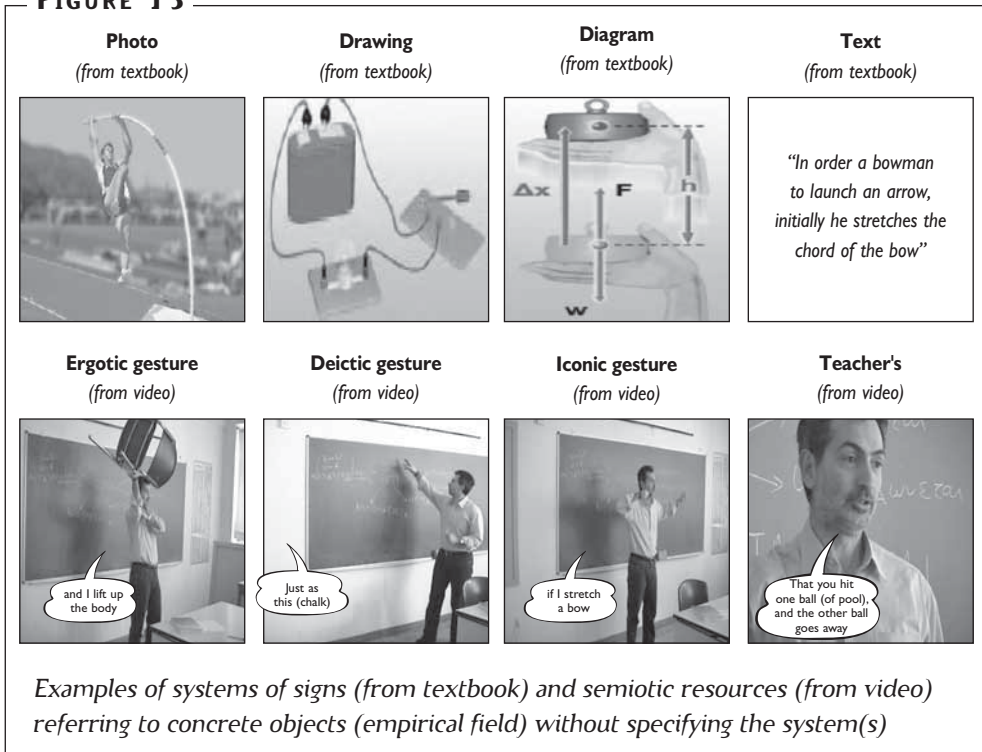 FIGURE 13
Photo
(from textbook)
Drawing
(from textbook)
Diagram
(from textbook)
Text
(from textbook)
Δx
F
h
w
“In order a bowman
to launch an arrow,
initially he stretches the
chord of the bow”
Ergotic gesture
(from video)
Deictic gesture
(from video)
Iconic gesture
(from video)
Teacher's
(from video)
and I lift up
the body
Just as
this (chalk)
if I stretch
a bow
That you hit
one ball (of pool),
and the other ball
goes away
Examples of systems of signs (from textbook) and semiotic resources (from video)
referring to concrete objects (empirical field) without specifying the system(s)